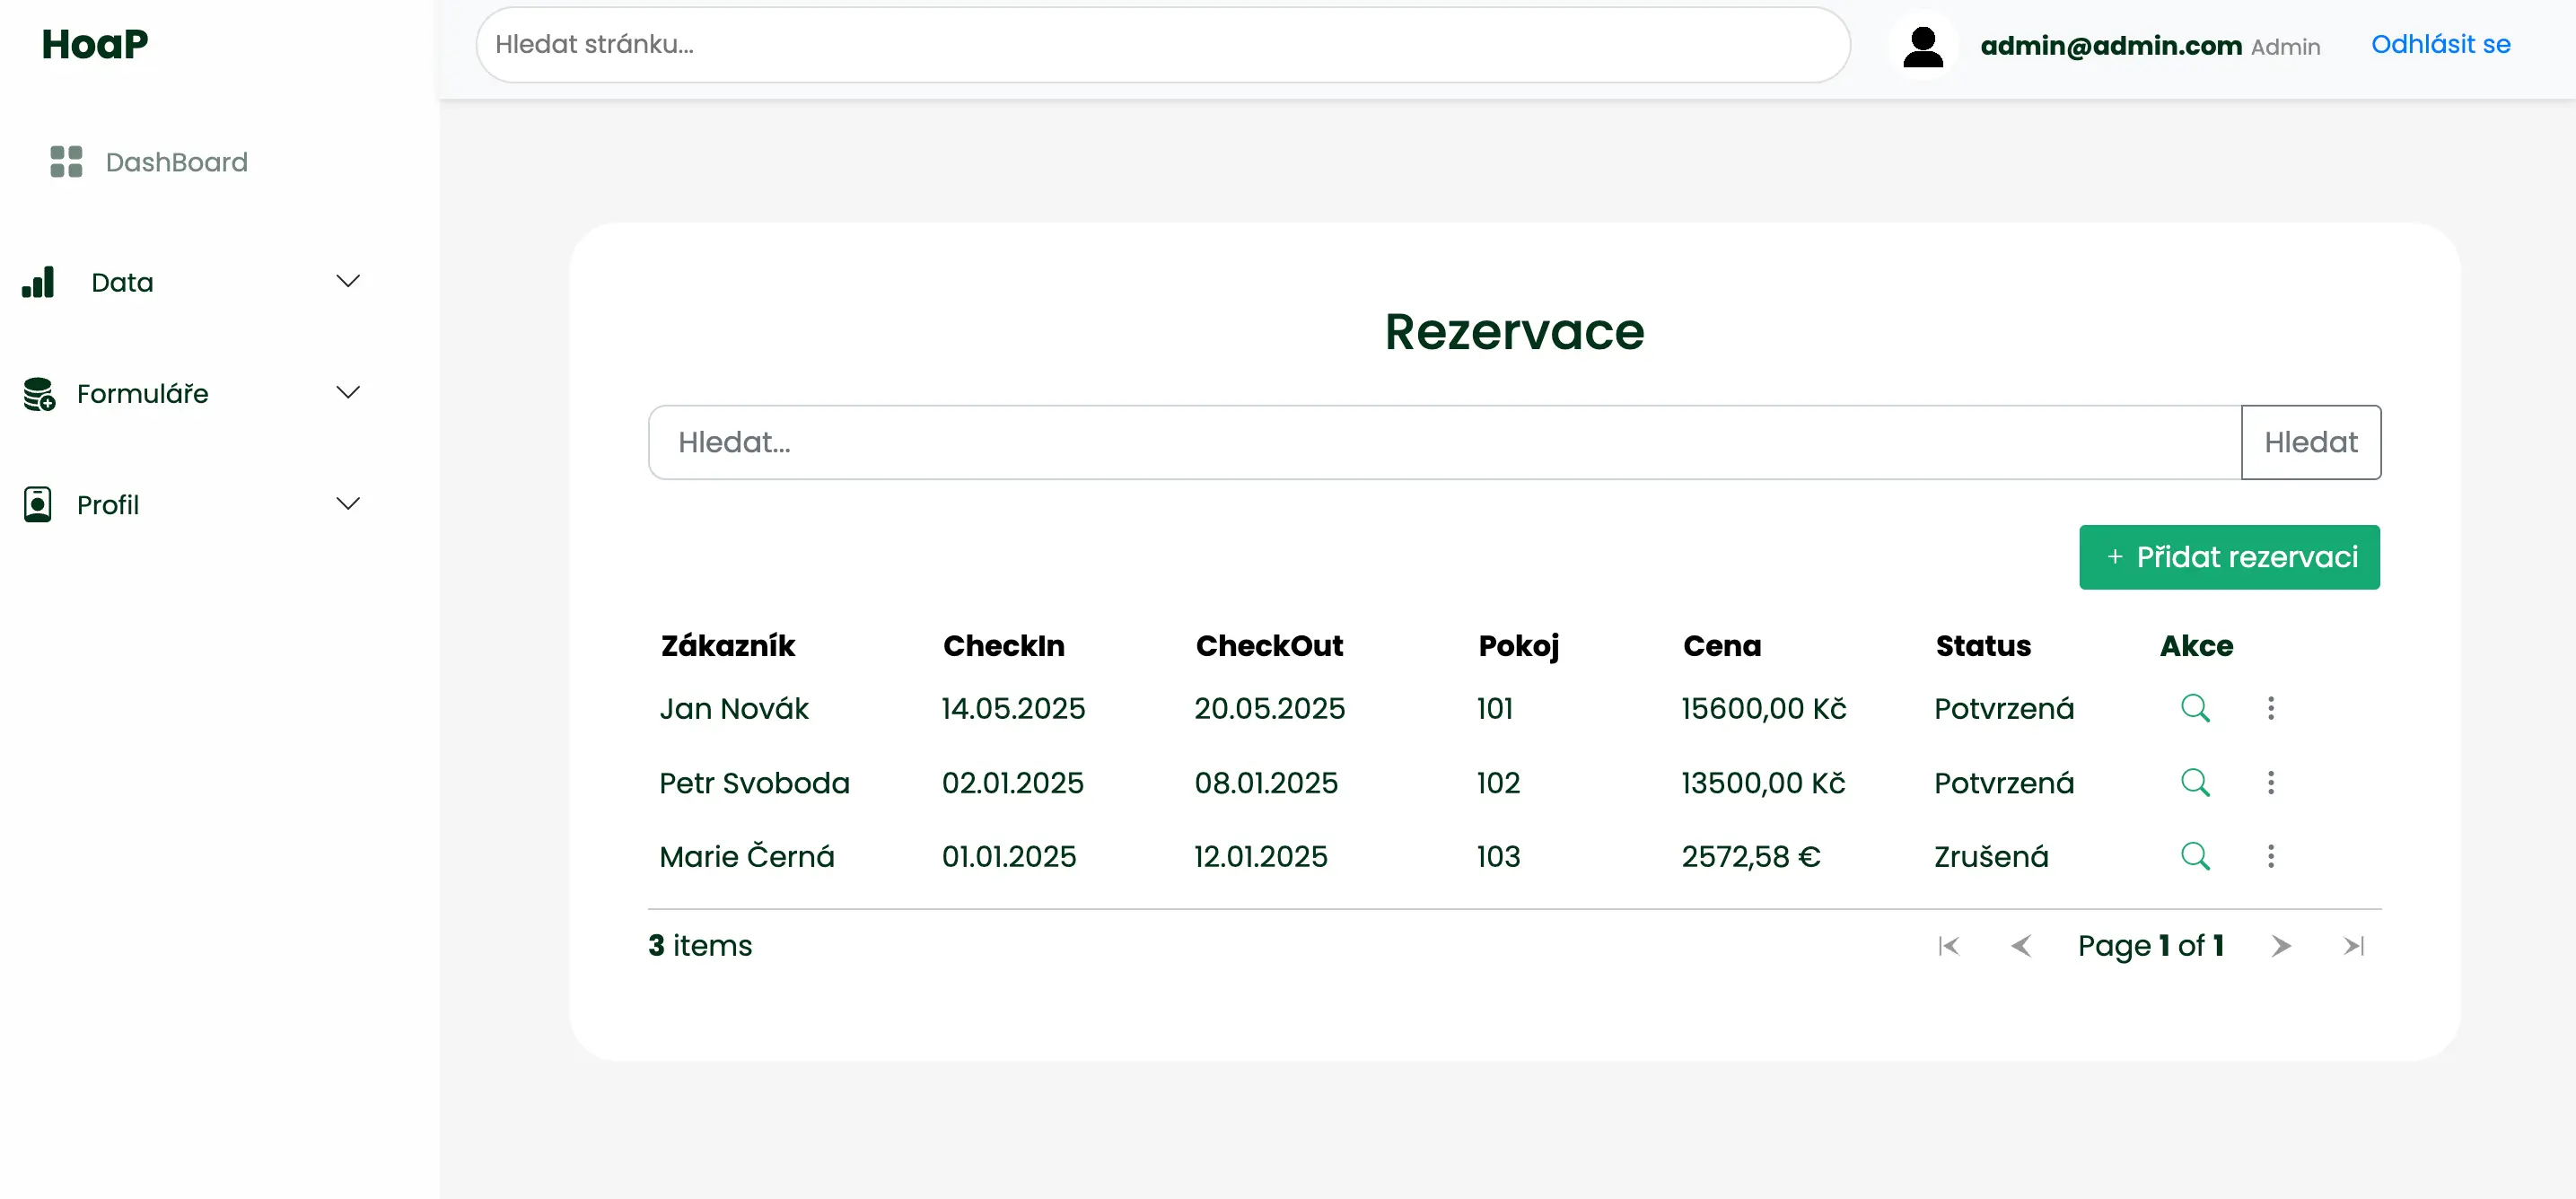 HoaP
Hledat stránku...
admin@admin.com Admin
Odhlásit se
DashBoard
Data
Formuláře
Profil
Rezervace
Hledat...
Hledat
+ Přidat rezervaci
Zákazník CheckIn CheckOut Pokoj Cena Status Akce
Jan Novák 14.05.2025 20.05.2025 101 15600,00 Kč Potvrzená
Petr Svoboda 02.01.2025 08.01.2025 102 13500,00 Kč Potvrzená
Marie Černá 01.01.2025 12.01.2025 103 2572,58 € Zrušená
3 items
Page 1 of 1